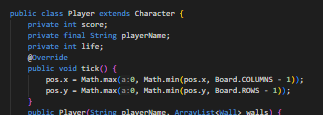 public class Player extends Character {
private int score;
private final String playerName;
private int life;
@Override
public void tick() {
pos.x = Math.max(a:0, Math.min(pos.x, Board.COLUMNS - 1));
pos.y = Math.max(a:0, Math.min(pos.y, Board.ROWS - 1));
}
public Player(String playerName, ArrayList<Wall> walls) {